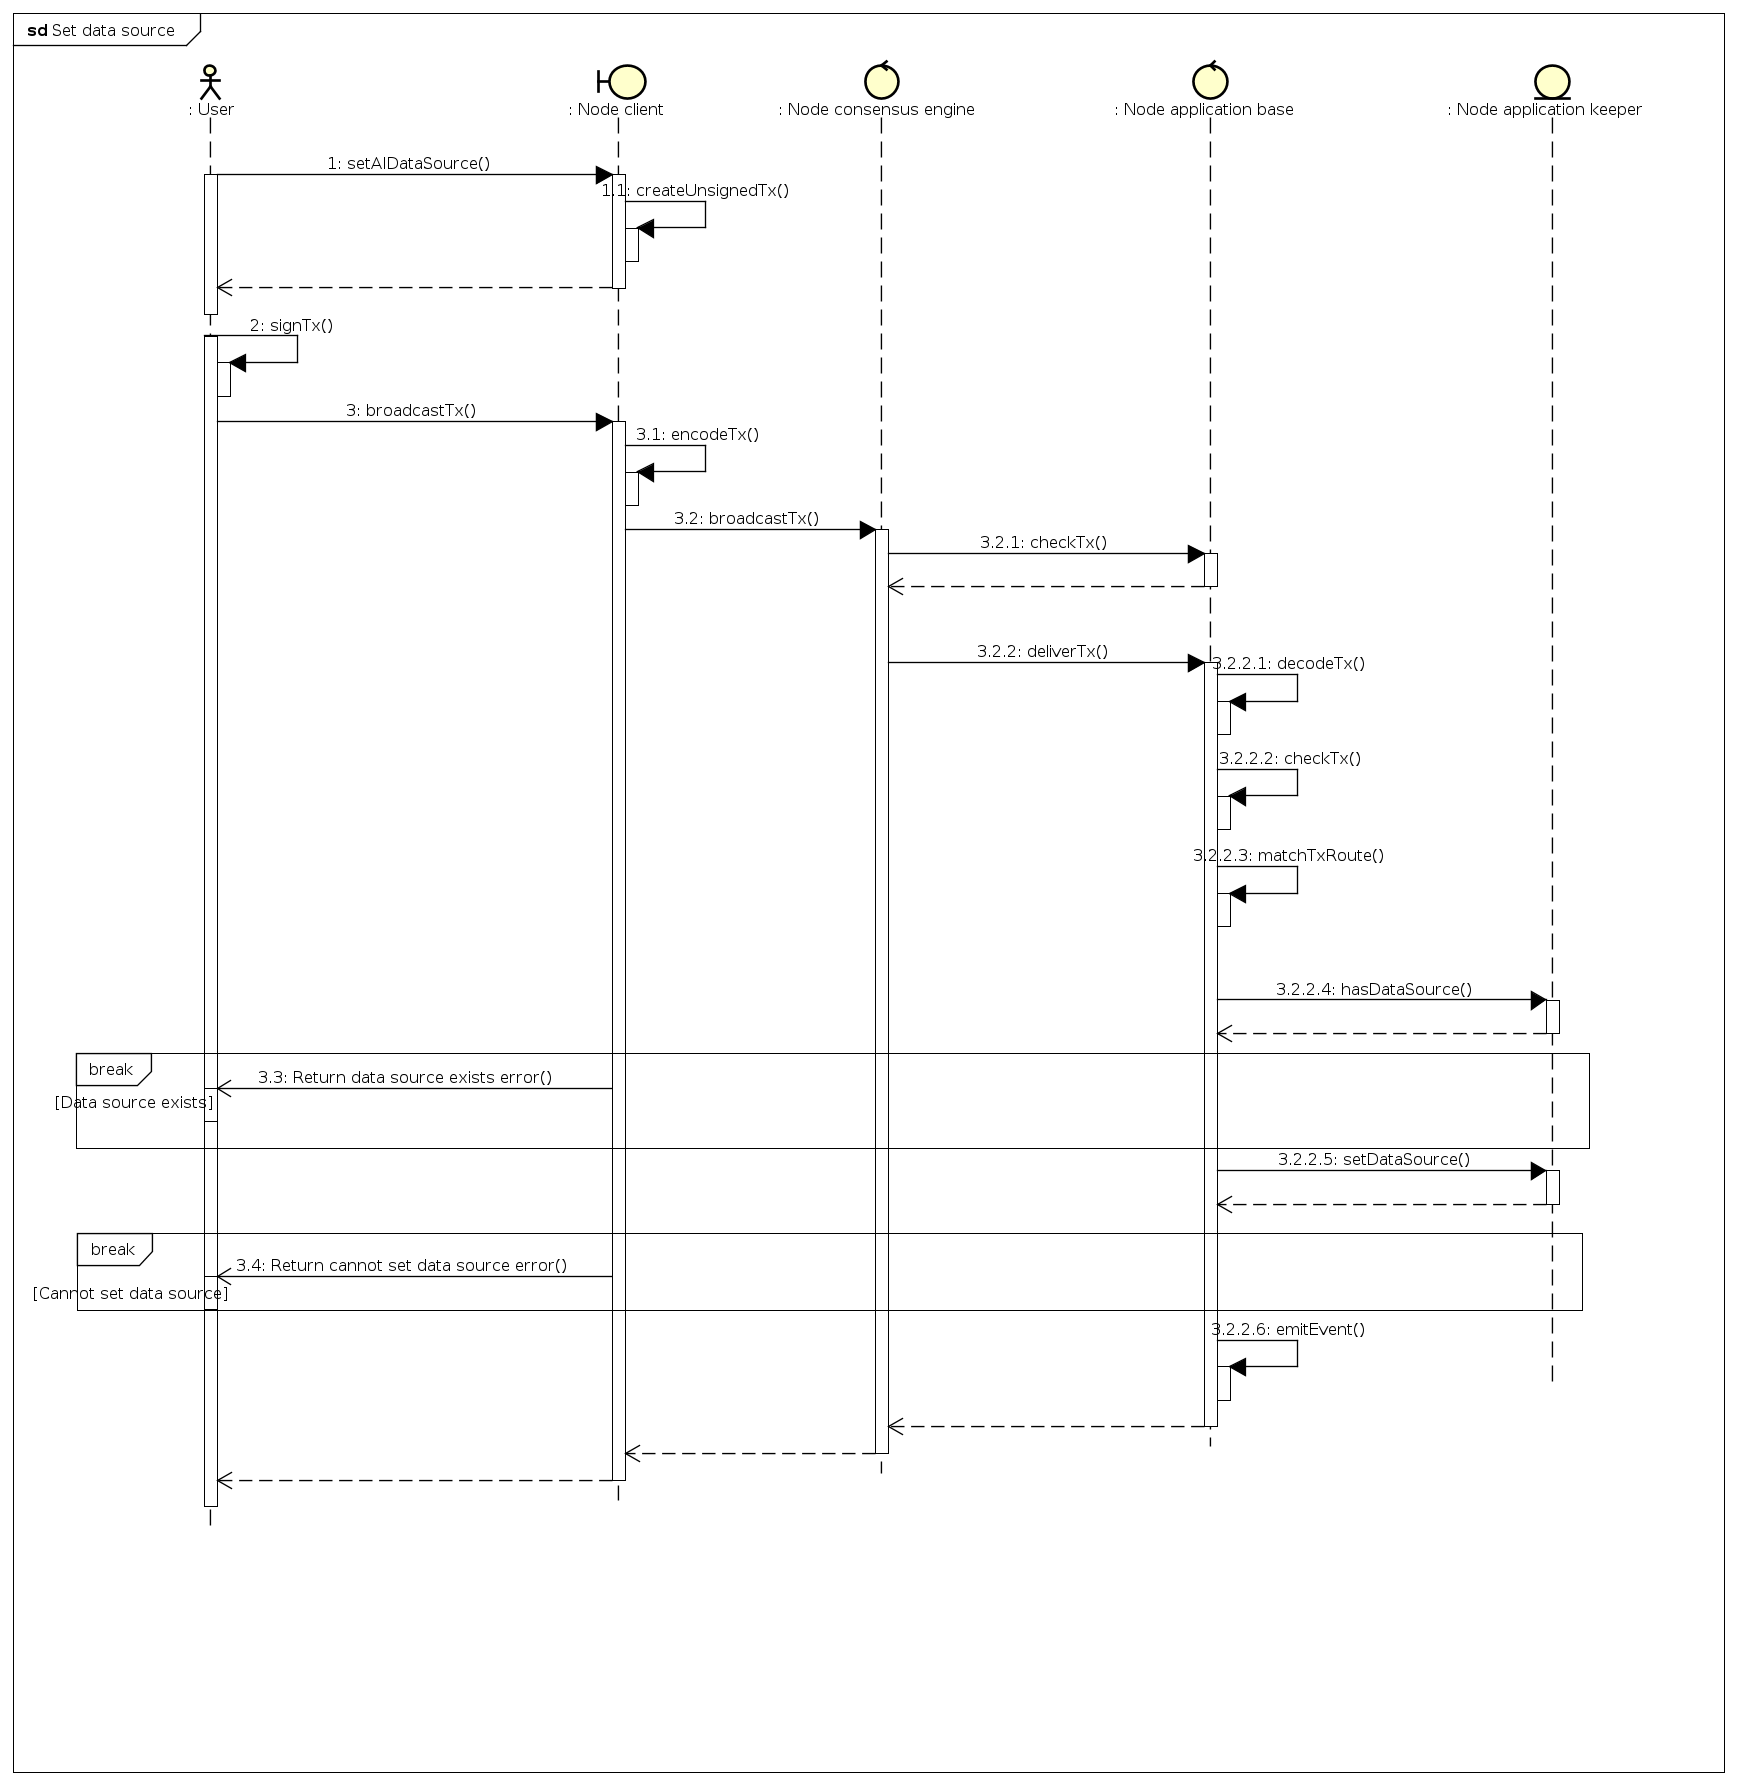 sd Set data source
: User
: Node client
: Node consensus engine
: Node application base
: Node application keeper
1: setAIDataSource()
1.1: createUnsignedTx()
2: signTx()
3: broadcastTx()
3.1: encodeTx()
3.2: broadcastTx()
3.2.1: checkTx()
3.2.2: deliverTx()
3.2.2.1: decodeTx()
3.2.2.2: checkTx()
3.2.2.3: matchTxRoute()
3.2.2.4: hasDataSource()
break
3.3: Return data source exists error()
[Data source exists]
3.2.2.5: setDataSource()
break
3.4: Return cannot set data source error()
[Cannot set data source]
3.2.2.6: emitEvent()